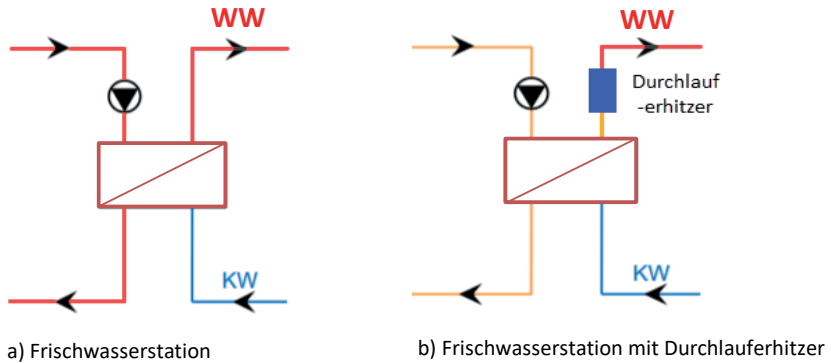 WW
KW
a) Frischwasserstation
WW
Durchlauf
-erhitzer
KW
b) Frischwasserstation mit Durchlauferhitzer